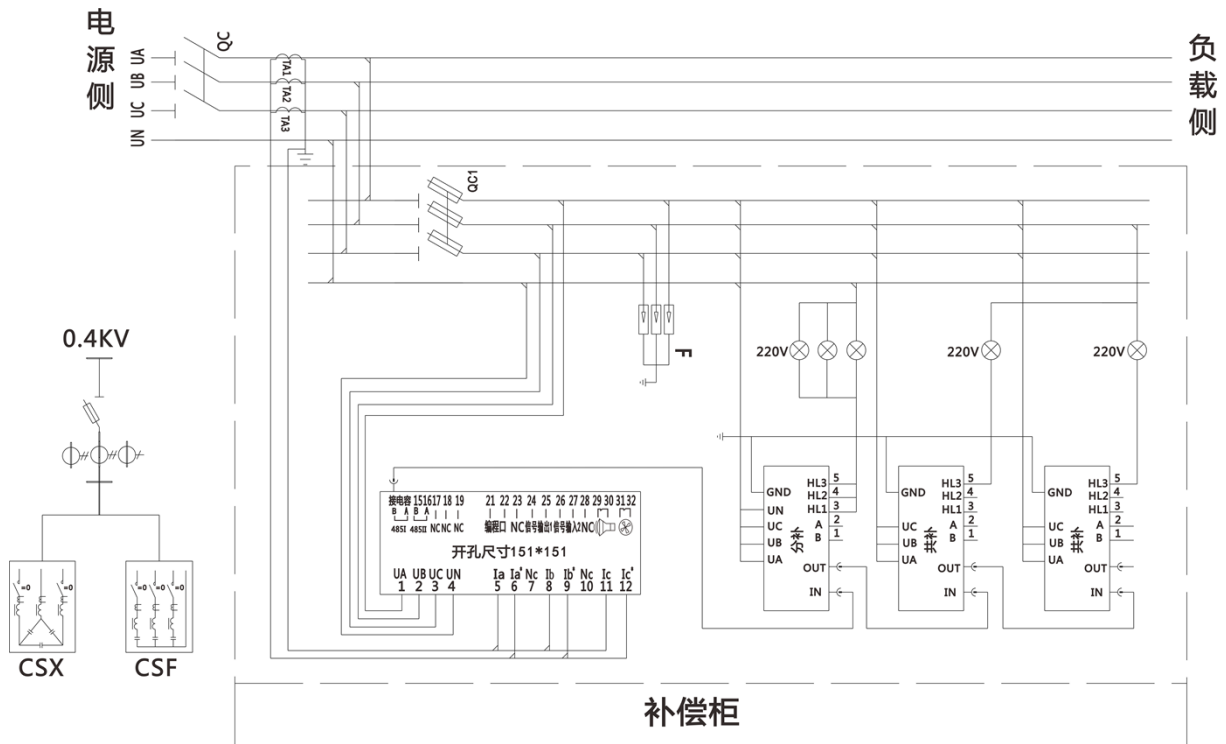 电源侧
UA
UB
UC
UN
QC
TA1
TA2
TA3
负载侧
QC1
F
0.4KV
CSX
CSF
=0 =0
=0 =0 =0
220V
220V
220V
接电容 15 16 17 18 19 21 22 23 24 25 26 27 28 29 30 31 32
B A B A
485I 485II NC NC NC 编程口 NC 信号输出1 信号输入2 NC
开孔尺寸151*151
UA UB UC UN Ia Ia' Nc Ib Ib' Nc Ic Ic'
1 2 3 4 5 6 7 8 9 10 11 12
GND
UN
UC
UB
UA
分补
HL3 5
HL2 4
HL1 3
A 2
B 1
OUT
IN
GND
UC
UB
UA
共补
HL3 5
HL2 4
HL1 3
A 2
B 1
OUT
IN
GND
UC
UB
UA
共补
HL3 5
HL2 4
HL1 3
A 2
B 1
OUT
IN
补偿柜